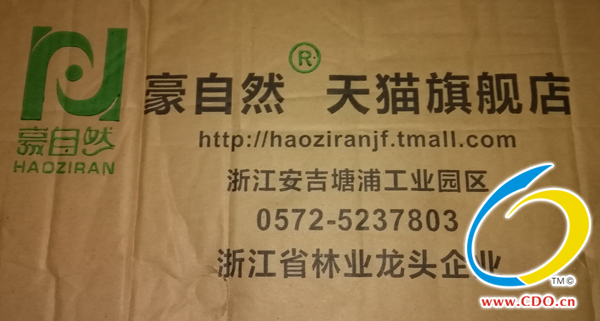 豪自然
HAOZIRAN
豪自然® 天猫旗舰店
http://haoziranjf.tmall.com
浙江安吉塘浦工业园区
0572-5237803
浙江省林业龙头企业
TM©
www.CDO.cn